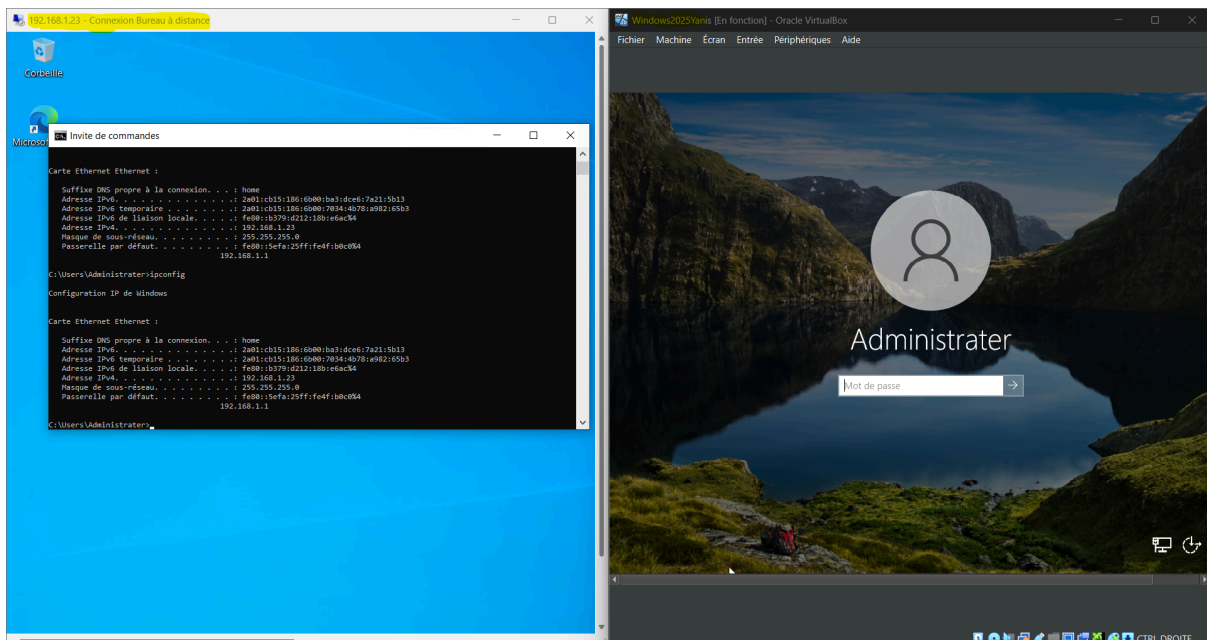 192.168.1.23 - Connexion Bureau à distance
Corbeille
Microsof
Invite de commandes
Carte Ethernet Ethernet :
Suffixe DNS propre à la connexion. . . : home
Adresse IPv6. . . . . . . . . . . . . .: 2a01:cb15:186:6b00:ba3:dce6:7a21:5b13
Adresse IPv6 temporaire . . . . . . . .: 2a01:cb15:186:6b00:7034:4b78:a982:65b3
Adresse IPv6 de liaison locale. . . . .: fe80::b379:d212:18b:e6ac%4
Adresse IPv4. . . . . . . . . . . . . .: 192.168.1.23
Masque de sous-réseau. . . . . . . . . : 255.255.255.0
Passerelle par défaut. . . . . . . . . : fe80::5efa:25ff:fe4f:b0c0%4
192.168.1.1
C:\Users\Administrater>ipconfig
Configuration IP de Windows
Carte Ethernet Ethernet :
Suffixe DNS propre à la connexion. . . : home
Adresse IPv6. . . . . . . . . . . . . .: 2a01:cb15:186:6b00:ba3:dce6:7a21:5b13
Adresse IPv6 temporaire . . . . . . . .: 2a01:cb15:186:6b00:7034:4b78:a982:65b3
Adresse IPv6 de liaison locale. . . . .: fe80::b379:d212:18b:e6ac%4
Adresse IPv4. . . . . . . . . . . . . .: 192.168.1.23
Masque de sous-réseau. . . . . . . . . : 255.255.255.0
Passerelle par défaut. . . . . . . . . : fe80::5efa:25ff:fe4f:b0c0%4
192.168.1.1
C:\Users\Administrater>
Windows2025Yanis [En fonction] - Oracle VirtualBox
Fichier Machine Écran Entrée Périphériques Aide
Administrater
Mot de passe
CTRL DROITE